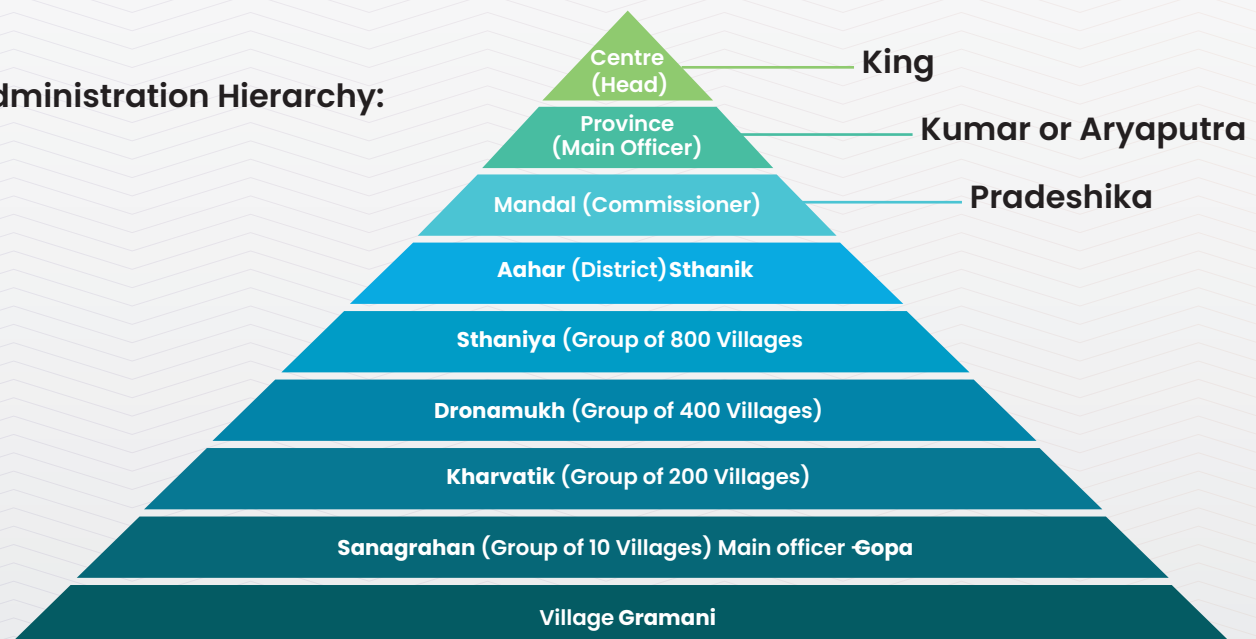 Centre
(Head)
King
dministration Hierarchy:
Province
(Main Officer)
Kumar or Aryaputra
Mandal (Commissioner)
Pradeshika
Aahar (District)Sthanik
Sthaniya (Group of 800 Villages
Dronamukh (Group of 400 Villages)
Kharvatik (Group of 200 Villages)
Sanagrahan (Group of 10 Villages) Main officer -Gopa
Village Gramani